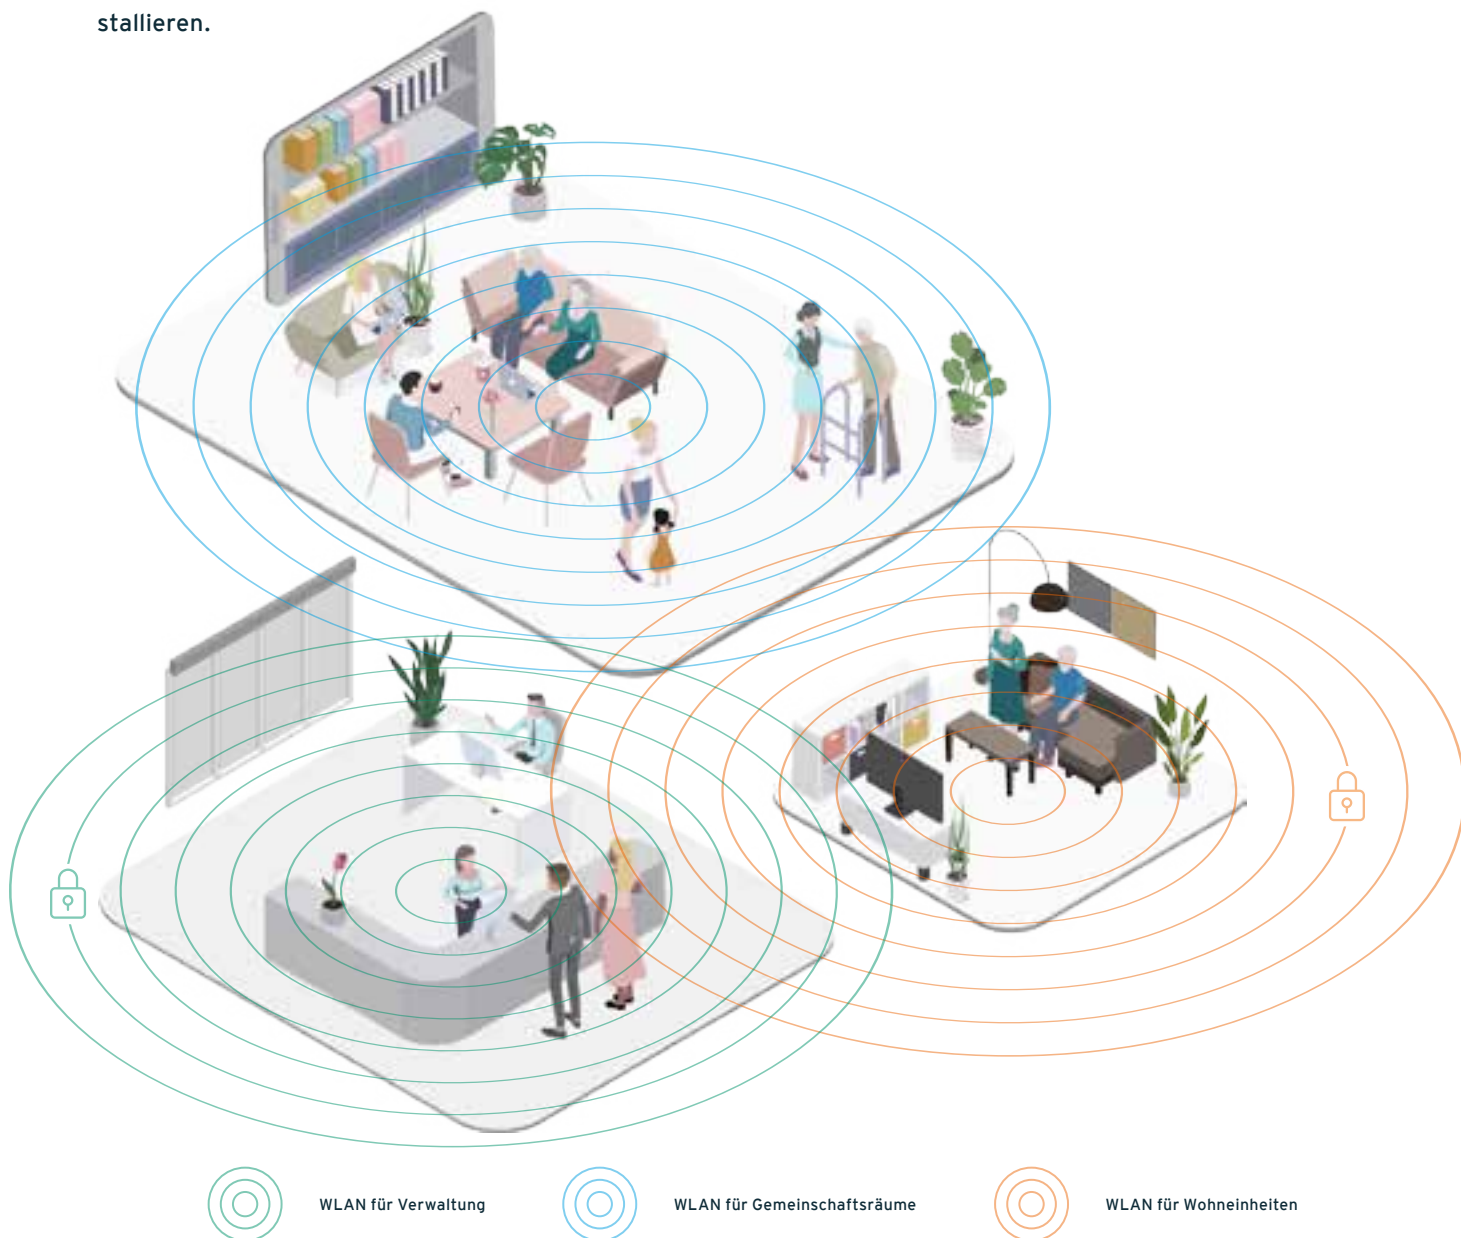 stallieren.
WLAN für Verwaltung
WLAN für Gemeinschaftsräume
WLAN für Wohneinheiten